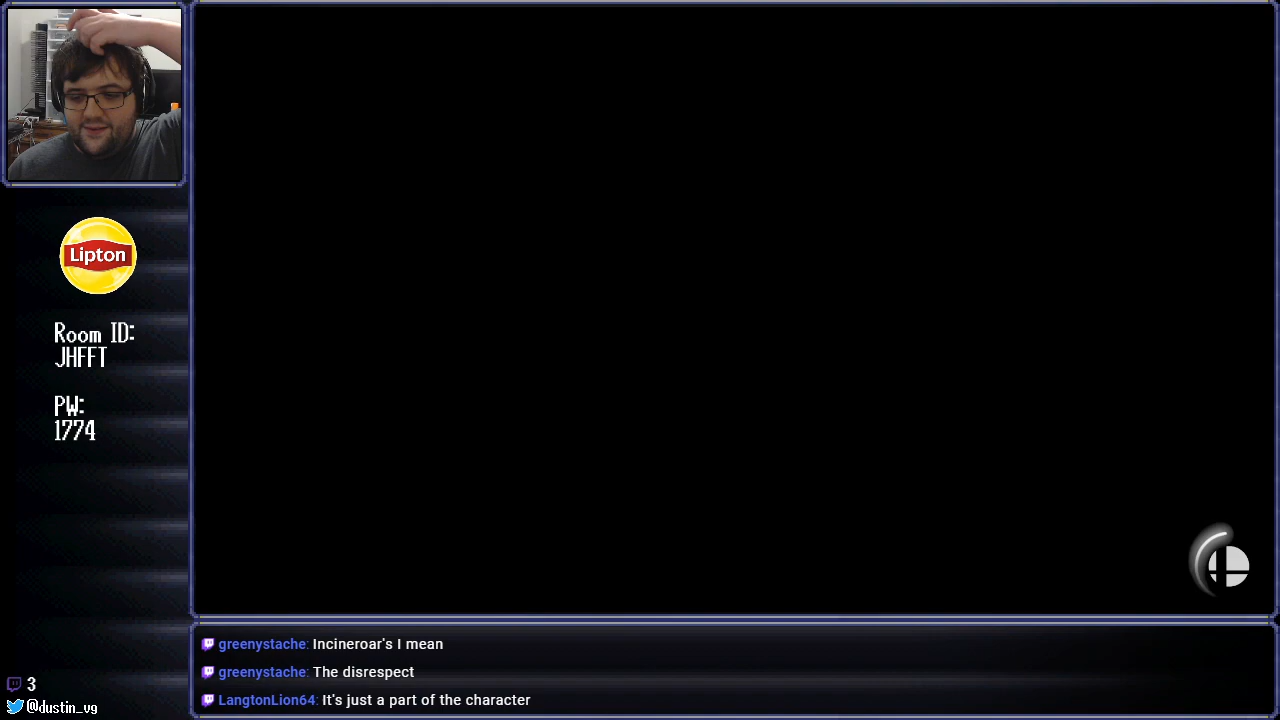 Lipton
Room ID:
JHFFT
PW:
1774
3
@dustin_vg
greenystache: Incineroar's I mean
greenystache: The disrespect
LangtonLion64: It's just a part of the character